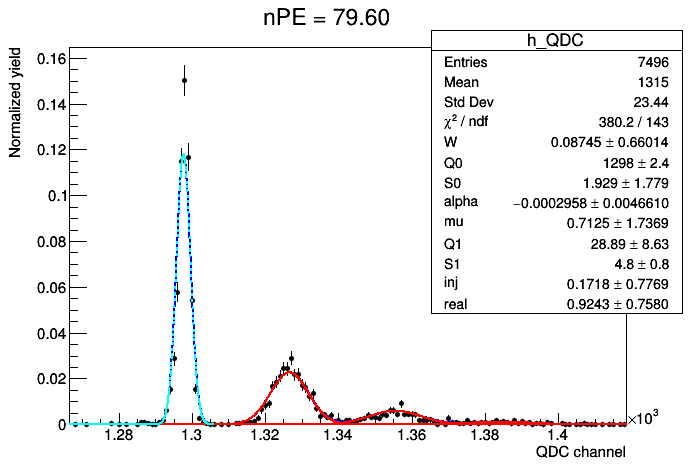 nPE = 79.60
h_QDC
Entries 7496
Mean 1315
Std Dev 23.44
χ² / ndf 380.2 / 143
W 0.08745 ± 0.66014
Q0 1298 ± 2.4
S0 1.929 ± 1.779
alpha −0.0002958 ± 0.0046610
mu 0.7125 ± 1.7369
Q1 28.89 ± 8.63
S1 4.8 ± 0.8
inj 0.1718 ± 0.7769
real 0.9243 ± 0.7580
Normalized yield
0.16
0.14
0.12
0.1
0.08
0.06
0.04
0.02
0
1.28 1.3 1.32 1.34 1.36 1.38 1.4
×10³
QDC channel